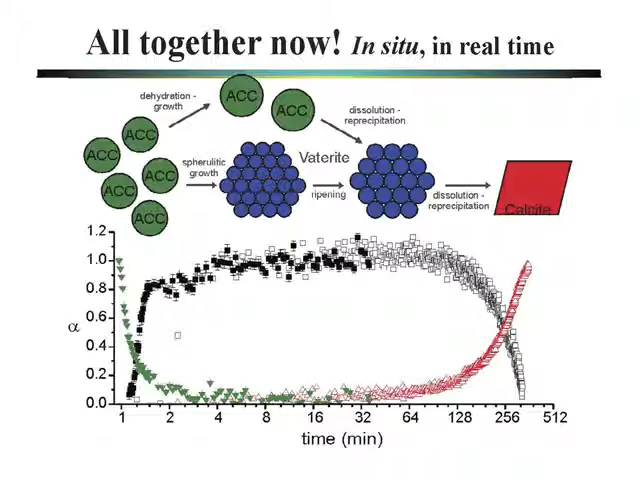 All together now! In situ, in real time
dehydration -
growth
ACC
ACC
dissolution -
reprecipitation
ACC
ACC
ACC
ACC
ACC
spherulitic
growth
Vaterite
ripening
dissolution -
reprecipitation
Calcite
1.2
1.0
0.8
0.6
0.4
0.2
0.0
α
1 2 4 8 16 32 64 128 256 512
time (min)